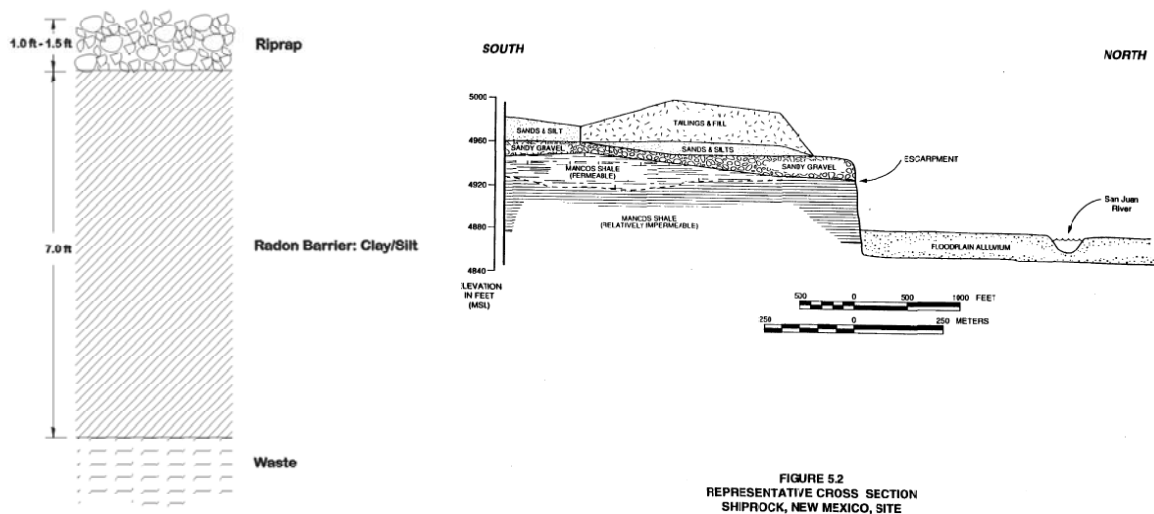 1.0 ft - 1.5 ft
Riprap
7.0 ft
Radon Barrier: Clay/Silt
Waste
SOUTH
NORTH
5000
4960
4920
4880
4840
ELEVATION
IN FEET
(MSL)
SANDS & SILT
TAILINGS & FILL
SANDY GRAVEL
SANDS & SILTS
SANDY GRAVEL
MANCOS SHALE
(PERMEABLE)
ESCARPMENT
MANCOS SHALE
(RELATIVELY IMPERMEABLE)
San Juan
River
FLOODPLAIN ALLUVIUM
500 0 500 1000 FEET
250 0 250 METERS
FIGURE 5.2
REPRESENTATIVE CROSS SECTION
SHIPROCK, NEW MEXICO, SITE